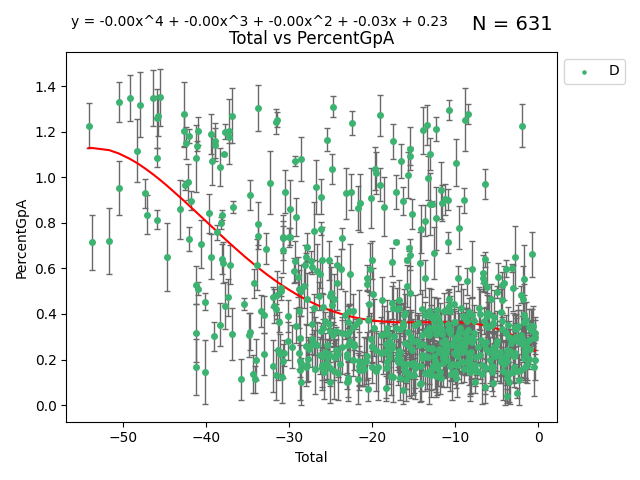 y = -0.00x^4 + -0.00x^3 + -0.00x^2 + -0.03x + 0.23
N = 631
Total vs PercentGpA
D
PercentGpA
1.4
1.2
1.0
0.8
0.6
0.4
0.2
0.0
−50 −40 −30 −20 −10 0
Total